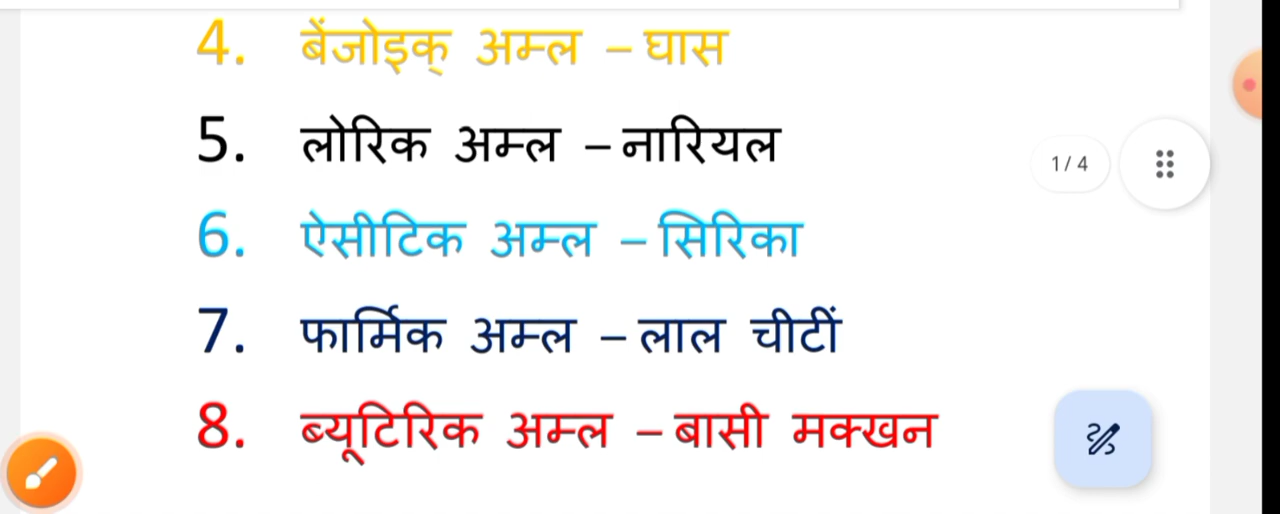 4. बेंजोइक् अम्ल – घास
5. लोरिक अम्ल – नारियल
1 / 4
6. ऐसीटिक अम्ल – सिरिका
7. फार्मिक अम्ल – लाल चीटीं
8. ब्यूटिरिक अम्ल – बासी मक्खन